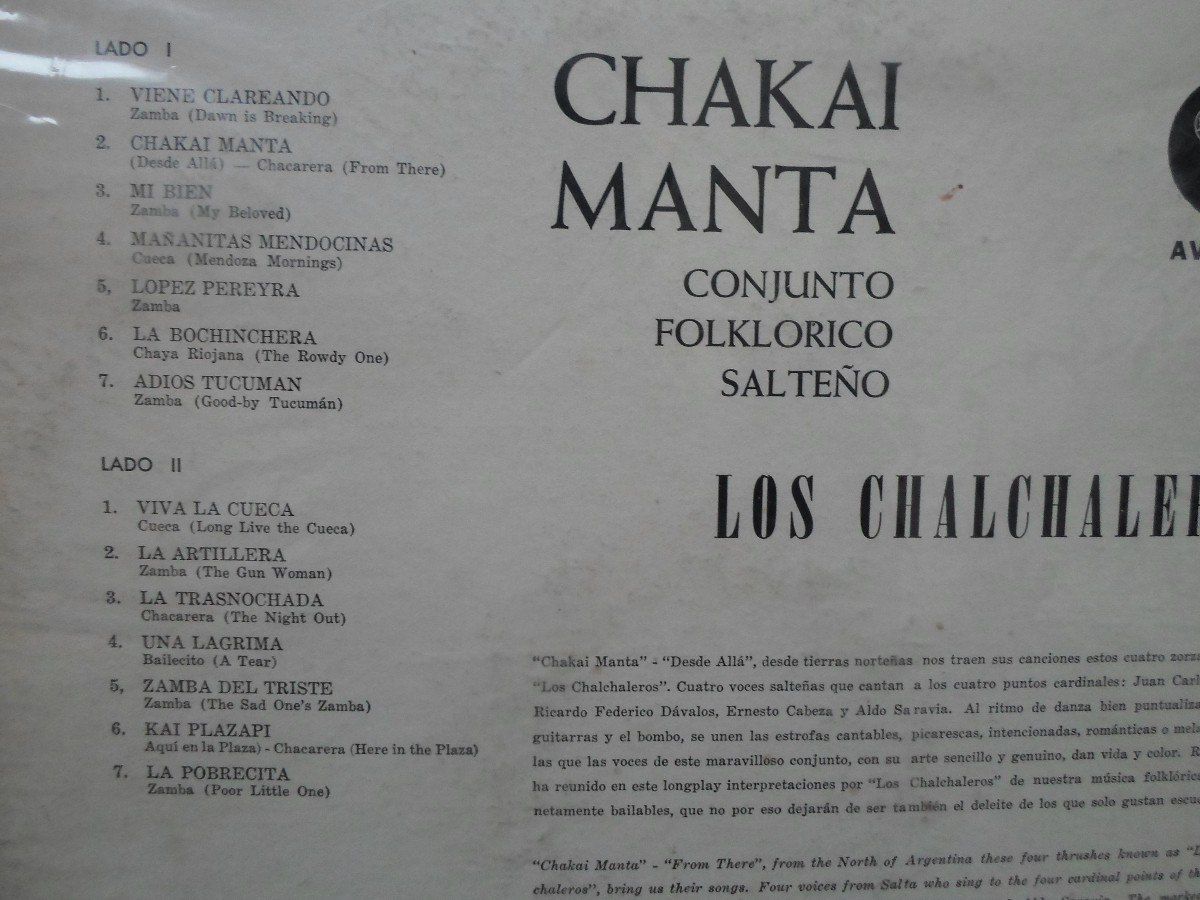 LADO I
1. VIENE CLAREANDO
Zamba (Dawn is Breaking)
2. CHAKAI MANTA
(Desde Allá) — Chacarera (From There)
3. MI BIEN
Zamba (My Beloved)
4. MAÑANITAS MENDOCINAS
Cueca (Mendoza Mornings)
5, LOPEZ PEREYRA
Zamba
6. LA BOCHINCHERA
Chaya Riojana (The Rowdy One)
7. ADIOS TUCUMAN
Zamba (Good-by Tucumán)
LADO II
1. VIVA LA CUECA
Cueca (Long Live the Cueca)
2. LA ARTILLERA
Zamba (The Gun Woman)
3. LA TRASNOCHADA
Chacarera (The Night Out)
4. UNA LAGRIMA
Bailecito (A Tear)
5, ZAMBA DEL TRISTE
Zamba (The Sad One's Zamba)
6. KAI PLAZAPI
Aquí en la Plaza) - Chacarera (Here in the Plaza)
7. LA POBRECITA
Zamba (Poor Little One)
CHAKAI
MANTA
CONJUNTO
FOLKLORICO
SALTEÑO
AV
LOS CHALCHALER
"Chakai Manta" - "Desde Allá", desde tierras norteñas nos traen sus canciones estos cuatro zorza
"Los Chalchaleros". Cuatro voces salteñas que cantan a los cuatro puntos cardinales: Juan Carl
Ricardo Federico Dávalos, Ernesto Cabeza y Aldo Saravia. Al ritmo de danza bien puntualiza
guitarras y el bombo, se unen las estrofas cantables, picarescas, intencionadas, románticas o mela
las que las voces de este maravilloso conjunto, con su arte sencillo y genuino, dan vida y color. R
ha reunido en este longplay interpretaciones por "Los Chalchaleros" de nuestra música folklóric
netamente bailables, que no por eso dejarán de ser también el deleite de los que solo gustan escu
"Chakai Manta" - "From There", from the North of Argentina these four thrushes known as "L
chaleros", bring us their songs. Four voices from Salta who sing to the four cardinal points of th